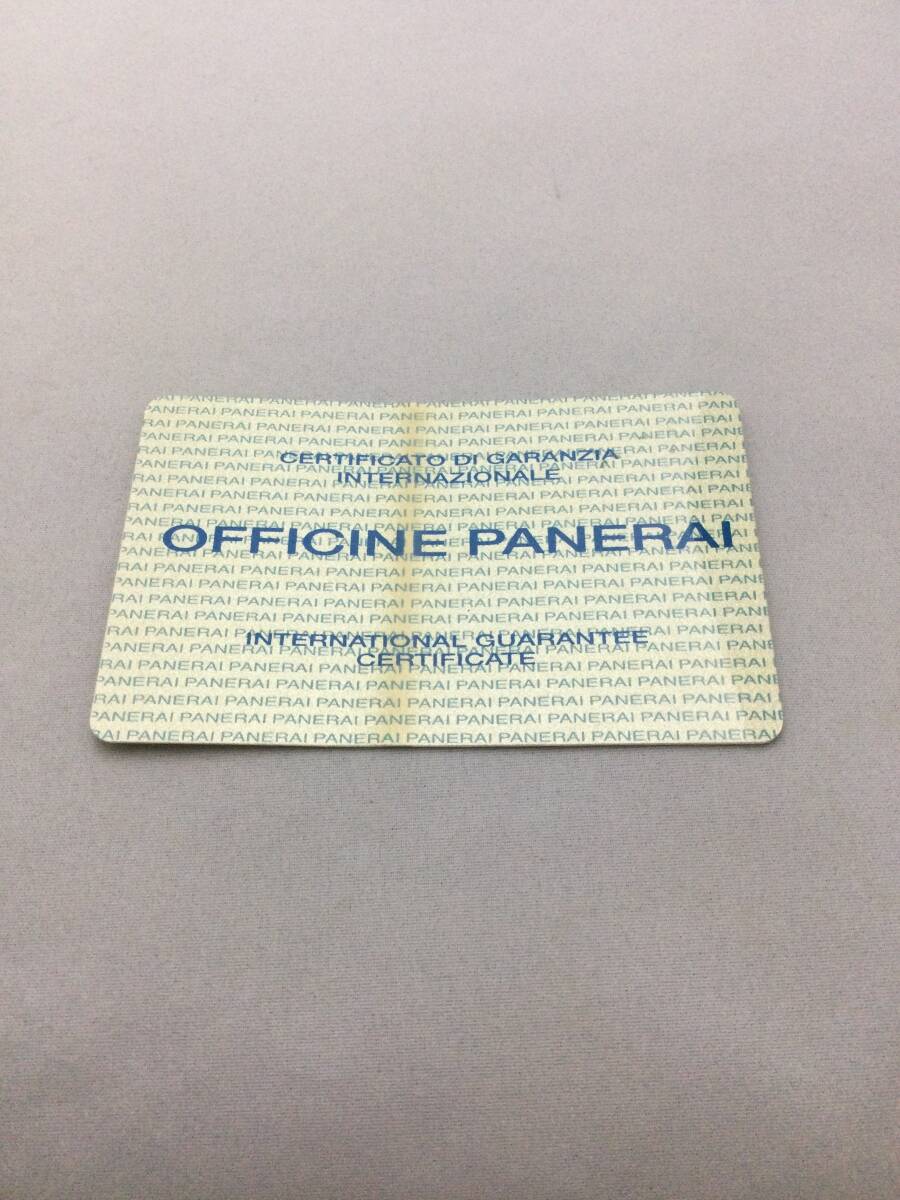 CERTIFICATO DI GARANZIA
INTERNAZIONALE
OFFICINE PANERAI
INTERNATIONAL GUARANTEE
CERTIFICATE